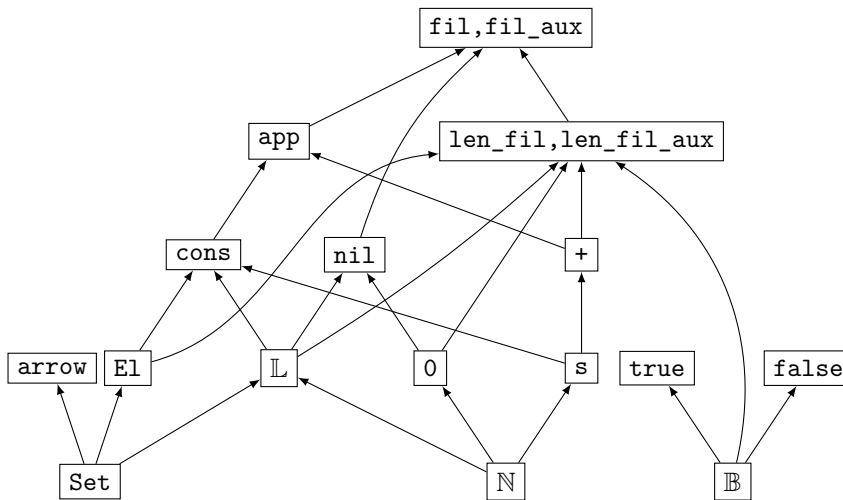 fil,fil_aux
app
len_fil,len_fil_aux
cons
nil
+
arrow
El
𝕃
0
s
true
false
Set
ℕ
𝔹